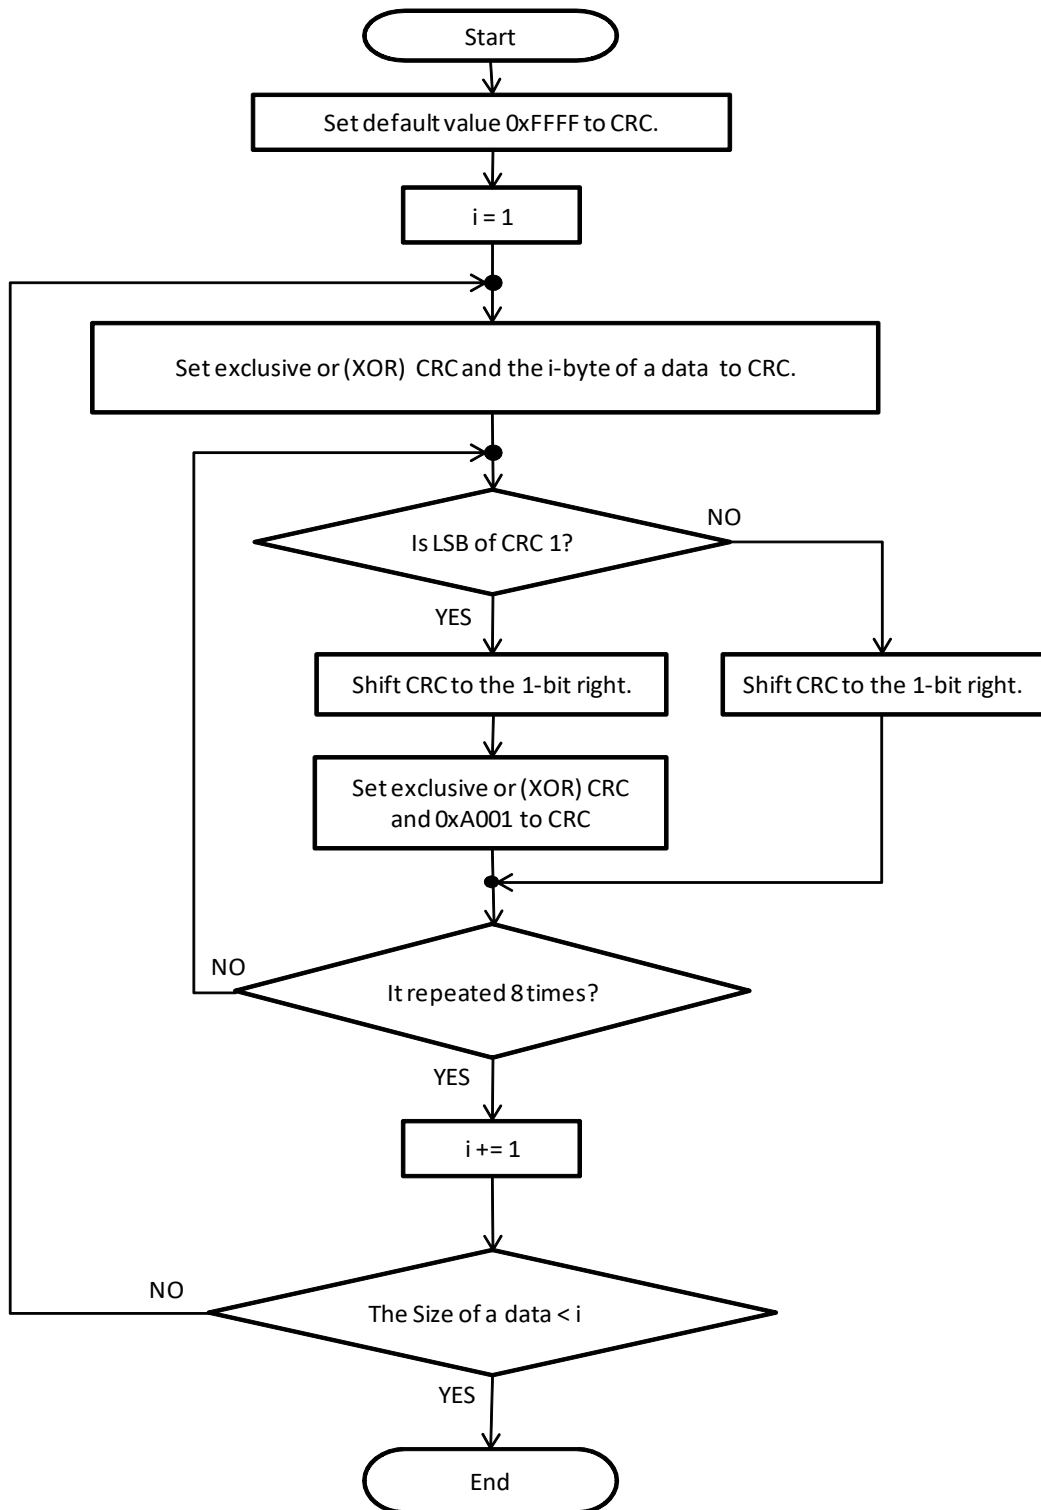 Start
Set default value 0xFFFF to CRC.
i = 1
Set exclusive or (XOR) CRC and the i-byte of a data to CRC.
Is LSB of CRC 1?
NO
YES
Shift CRC to the 1-bit right.
Shift CRC to the 1-bit right.
Set exclusive or (XOR) CRC
and 0xA001 to CRC
NO
It repeated 8 times?
YES
i += 1
NO
The Size of a data < i
YES
End